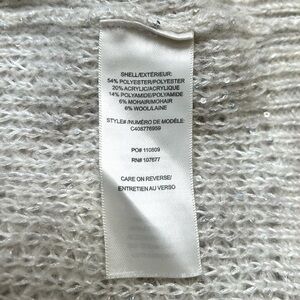 SHELL/EXTÉRIEUR:
54% POLYESTER/POLYESTER
20% ACRYLIC/ACRYLIQUE
14% POLYAMIDE/POLYAMIDE
6% MOHAIR/MOHAIR
6% WOOL/LAINE
STYLE# /NUMÉRO DE MODÈLE:
C408776959
PO# 110809
RN# 107677
CARE ON REVERSE/
ENTRETIEN AU VERSO